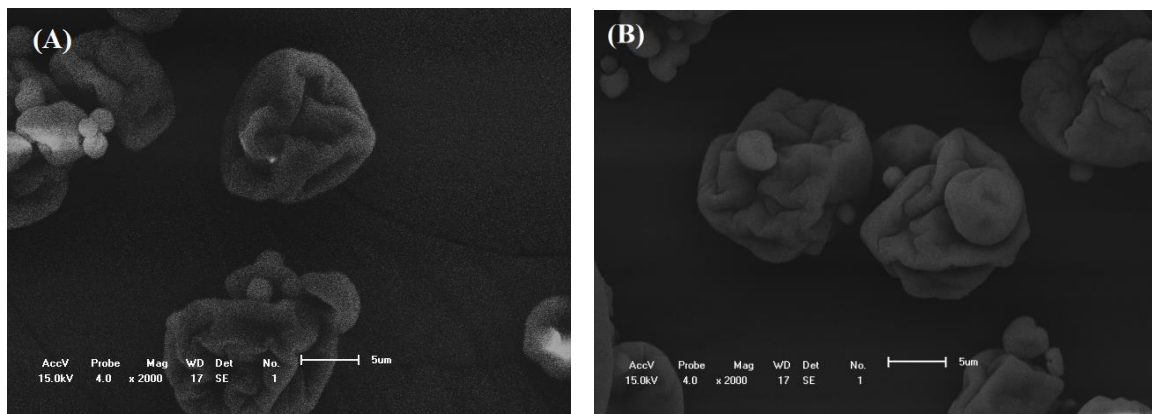 (A)
AccV Probe Mag WD Det No. 5um
15.0kV 4.0 x 2000 17 SE 1
(B)
AccV Probe Mag WD Det No. 5um
15.0kV 4.0 x 2000 17 SE 1